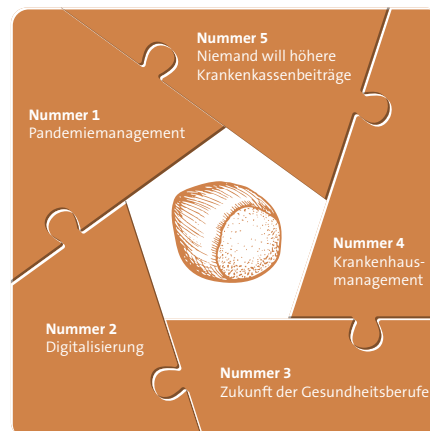 Nummer 5
Niemand will höhere
Krankenkassenbeiträge
Nummer 1
Pandemiemanagement
Nummer 4
Krankenhaus-
management
Nummer 2
Digitalisierung
Nummer 3
Zukunft der Gesundheitsberufe